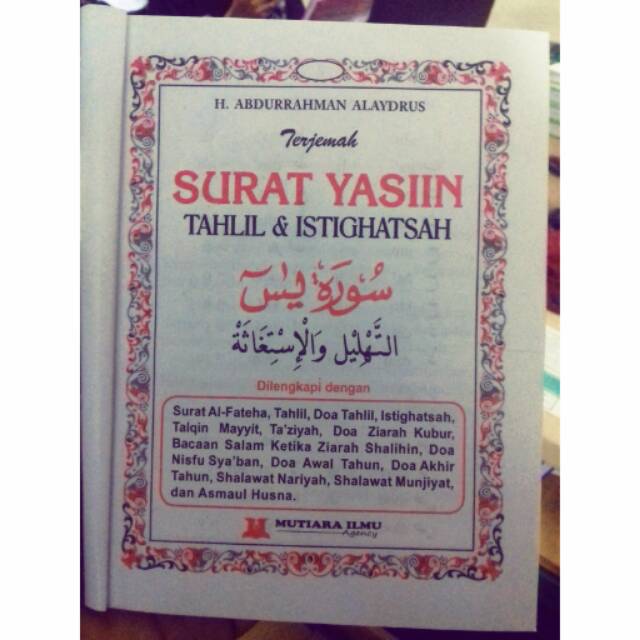 H. ABDURRAHMAN ALAYDRUS
Terjemah
SURAT YASIIN
TAHLIL & ISTIGHATSAH
سُوْرَةُ يٰسٓ
التَّهْلِيْلِ وَالْإِسْتِغَاثَةْ
Dilengkapi dengan
Surat Al-Fateha, Tahlil, Doa Tahlil, Istighatsah,
Talqin Mayyit, Ta'ziyah, Doa Ziarah Kubur,
Bacaan Salam Ketika Ziarah Shalihin, Doa
Nisfu Sya'ban, Doa Awal Tahun, Doa Akhir
Tahun, Shalawat Nariyah, Shalawat Munjiyat,
dan Asmaul Husna.
MUTIARA ILMU
Agency